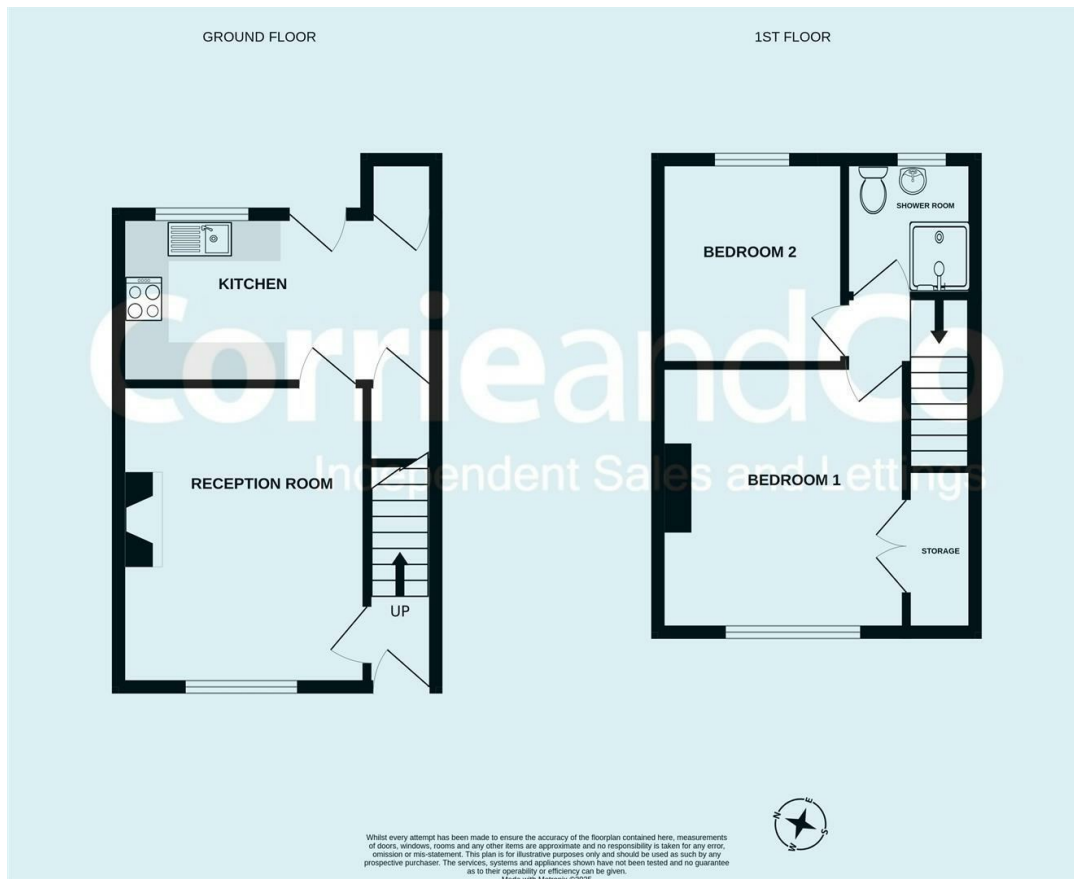 GROUND FLOOR
1ST FLOOR
KITCHEN
RECEPTION ROOM
UP
BEDROOM 2
SHOWER ROOM
BEDROOM 1
STORAGE
CorrieandCo
Independent Sales and Lettings
N
E
S
W
Whilst every attempt has been made to ensure the accuracy of the floorplan contained here, measurements
of doors, windows, rooms and any other items are approximate and no responsibility is taken for any error,
omission or mis-statement. This plan is for illustrative purposes only and should be used as such by any
prospective purchaser. The services, systems and appliances shown have not been tested and no guarantee
as to their operability or efficiency can be given.
Made with Metropix ©2025